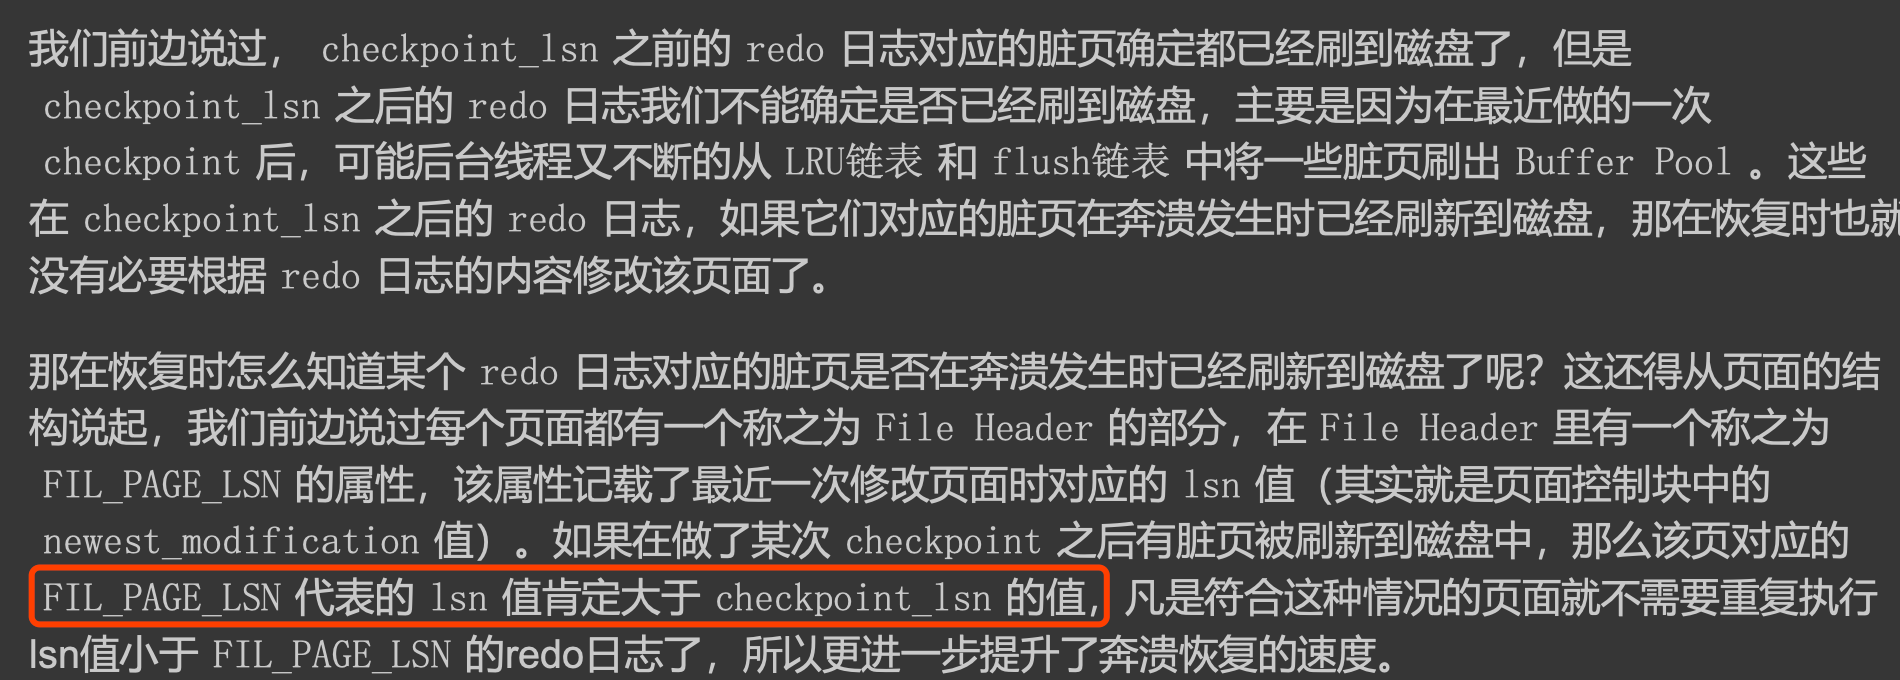 我们前边说过， checkpoint_lsn 之前的 redo 日志对应的脏页确定都已经刷到磁盘了，但是
checkpoint_lsn 之后的 redo 日志我们不能确定是否已经刷到磁盘，主要是因为在最近做的一次
checkpoint 后，可能后台线程又不断的从 LRU链表 和 flush链表 中将一些脏页刷出 Buffer Pool 。这些
在 checkpoint_lsn 之后的 redo 日志，如果它们对应的脏页在奔溃发生时已经刷新到磁盘，那在恢复时也就
没有必要根据 redo 日志的内容修改该页面了。
那在恢复时怎么知道某个 redo 日志对应的脏页是否在奔溃发生时已经刷新到磁盘了呢？这还得从页面的结
构说起，我们前边说过每个页面都有一个称之为 File Header 的部分，在 File Header 里有一个称之为
FIL_PAGE_LSN 的属性，该属性记载了最近一次修改页面时对应的 lsn 值（其实就是页面控制块中的
newest_modification 值）。如果在做了某次 checkpoint 之后有脏页被刷新到磁盘中，那么该页对应的
FIL_PAGE_LSN 代表的 lsn 值肯定大于 checkpoint_lsn 的值，凡是符合这种情况的页面就不需要重复执行
lsn值小于 FIL_PAGE_LSN 的redo日志了，所以更进一步提升了奔溃恢复的速度。